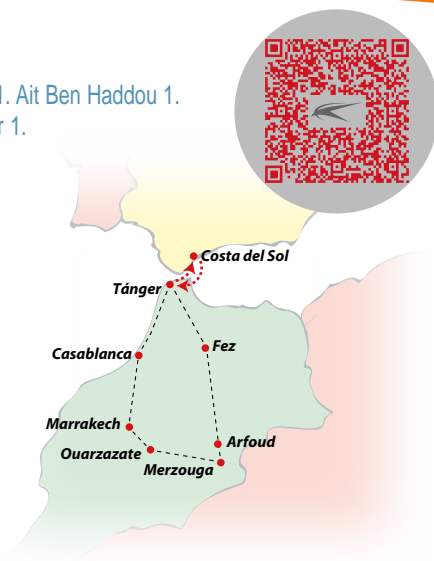 1. Ait Ben Haddou 1.
r 1.
Costa del Sol
Tánger
Casablanca
Fez
Marrakech
Arfoud
Ouarzazate
Merzouga